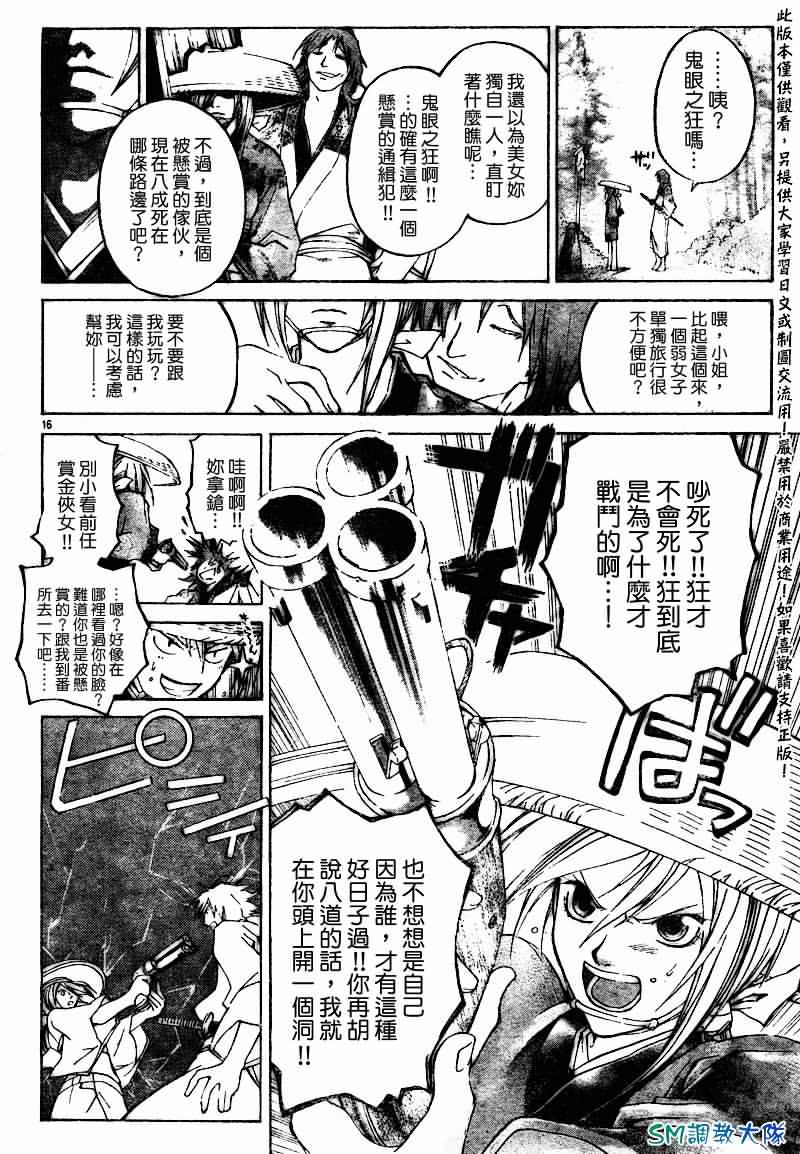 此版本僅供觀看，另提供大家學習日文或制圖交流用！嚴禁用於商業用途！如果喜歡請支持正版！
…咦？
鬼眼之狂嗎…
我還以為美女妳
獨自一人，直盯
著什麼瞧呢…
鬼眼之狂啊!!
…的確有這麼一個
懸賞的通緝犯!!
不過，到底是個
被懸賞的傢伙，
現在八成死在
哪條路邊了吧？
喂，小姐，
比起這個來，
一個弱女子
單獨旅行很
不方便吧？
要不要跟
我玩玩？
這樣的話，
我可以考慮
幫妳……
16
吵死了!!狂才
不會死!!狂到底
是為了什麼才
戰鬥的啊…！
哇啊啊!!
妳拿鎗…
別小看前任
賞金俠女!!
…嗯？好像在
哪裡看過你的臉？
難道你也是被懸
賞的？跟我到番
所去一下吧……
ばっ
ピシィ
也不想想是自己
因為誰，才有這種
好日子過!!你再胡
說八道的話，我就
在你頭上開一個洞!!
SM調教大隊